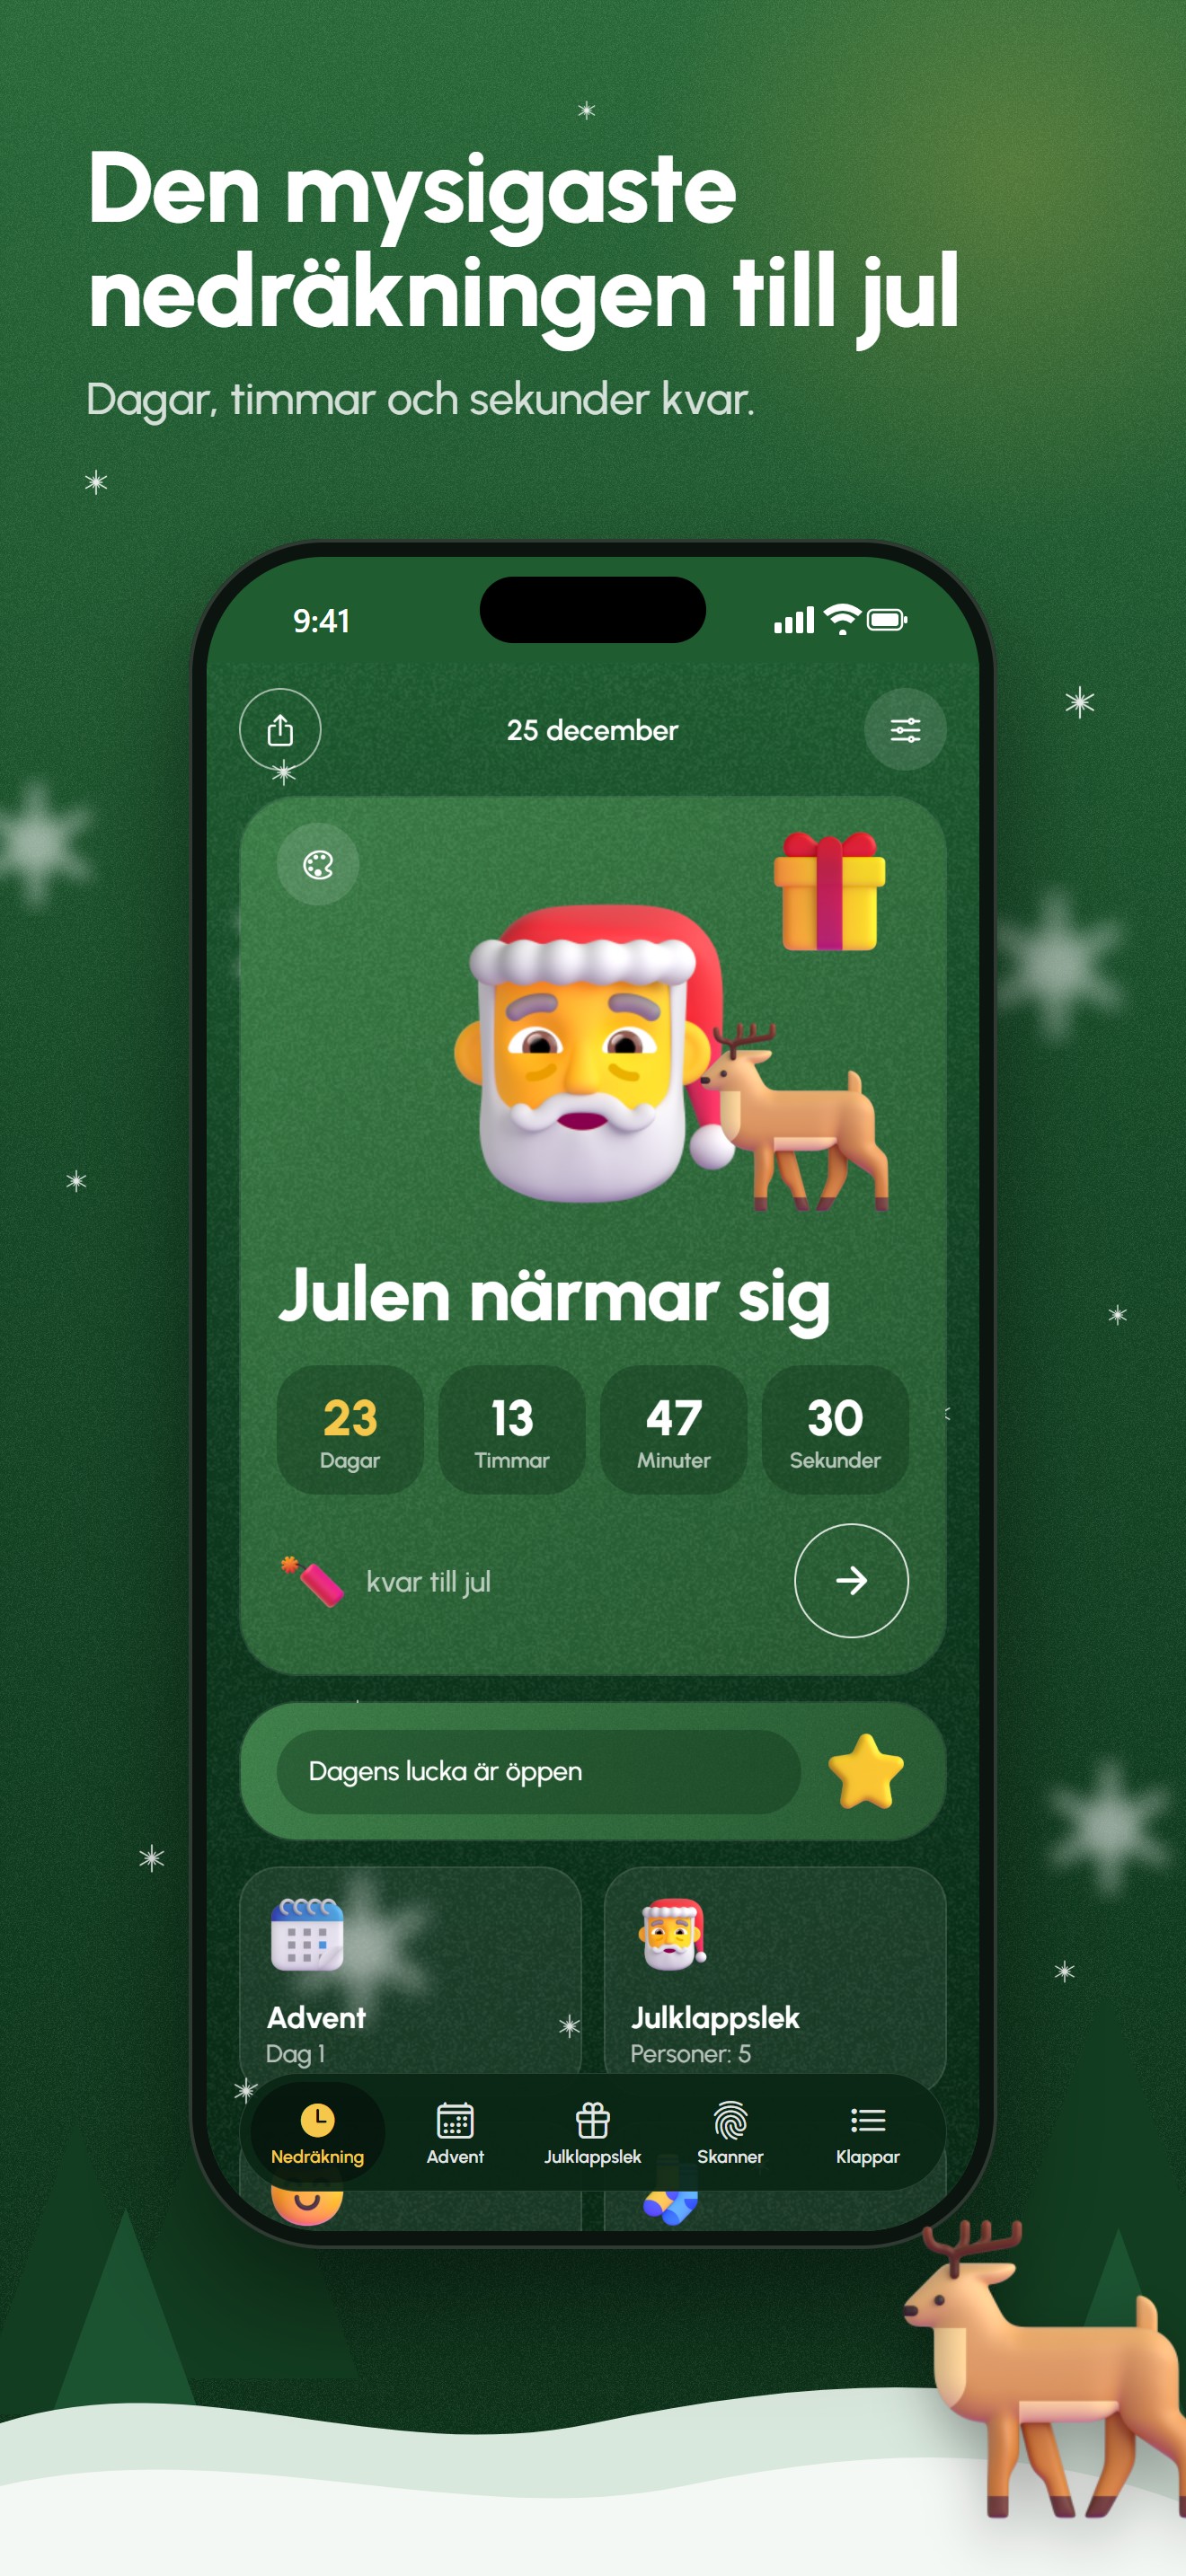 Den mysigaste
nedräkningen till jul
Dagar, timmar och sekunder kvar.
9:41
25 december
Julen närmar sig
23 13 47 30
Dagar Timmar Minuter Sekunder
kvar till jul
Dagens lucka är öppen
Advent Julklappslek
Dag 1 Personer: 5
Nedräkning Advent Julklappslek Skanner Klappar